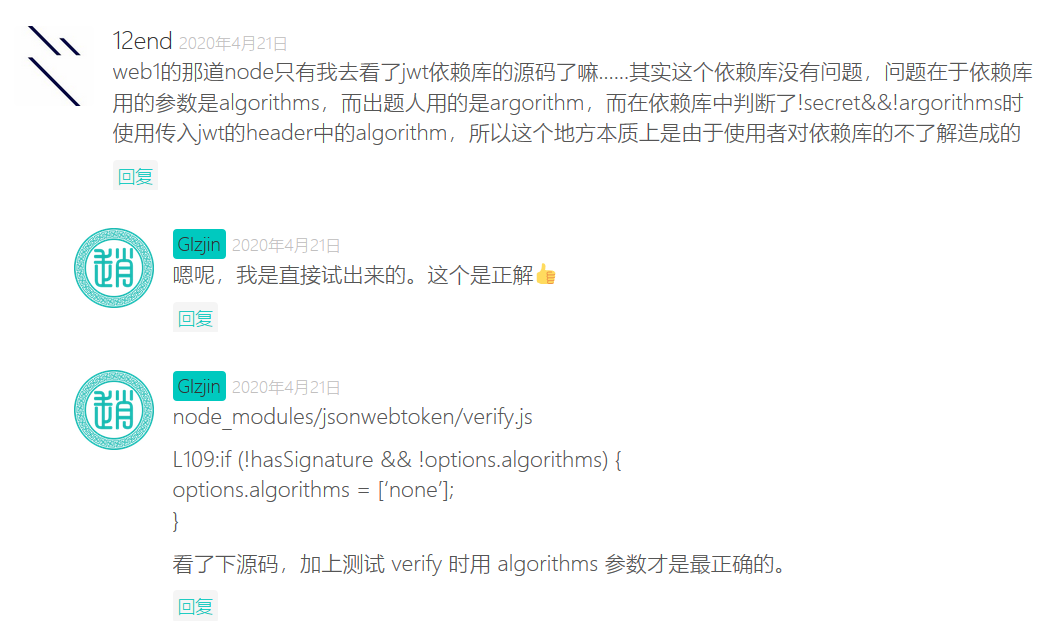 12end 2020年4月21日
web1的那道node只有我去看了jwt依赖库的源码了嘛......其实这个依赖库没有问题，问题在于依赖库
用的参数是algorithms，而出题人用的是argorithm，而在依赖库中判断了!secret&&!argorithms时
使用传入jwt的header中的algorithm，所以这个地方本质上是由于使用者对依赖库的不了解造成的
回复
趙
Glzjin 2020年4月21日
嗯呢，我是直接试出来的。这个是正解👍
回复
趙
Glzjin 2020年4月21日
node_modules/jsonwebtoken/verify.js
L109:if (!hasSignature && !options.algorithms) {
options.algorithms = [‘none’];
}
看了下源码，加上测试 verify 时用 algorithms 参数才是最正确的。
回复